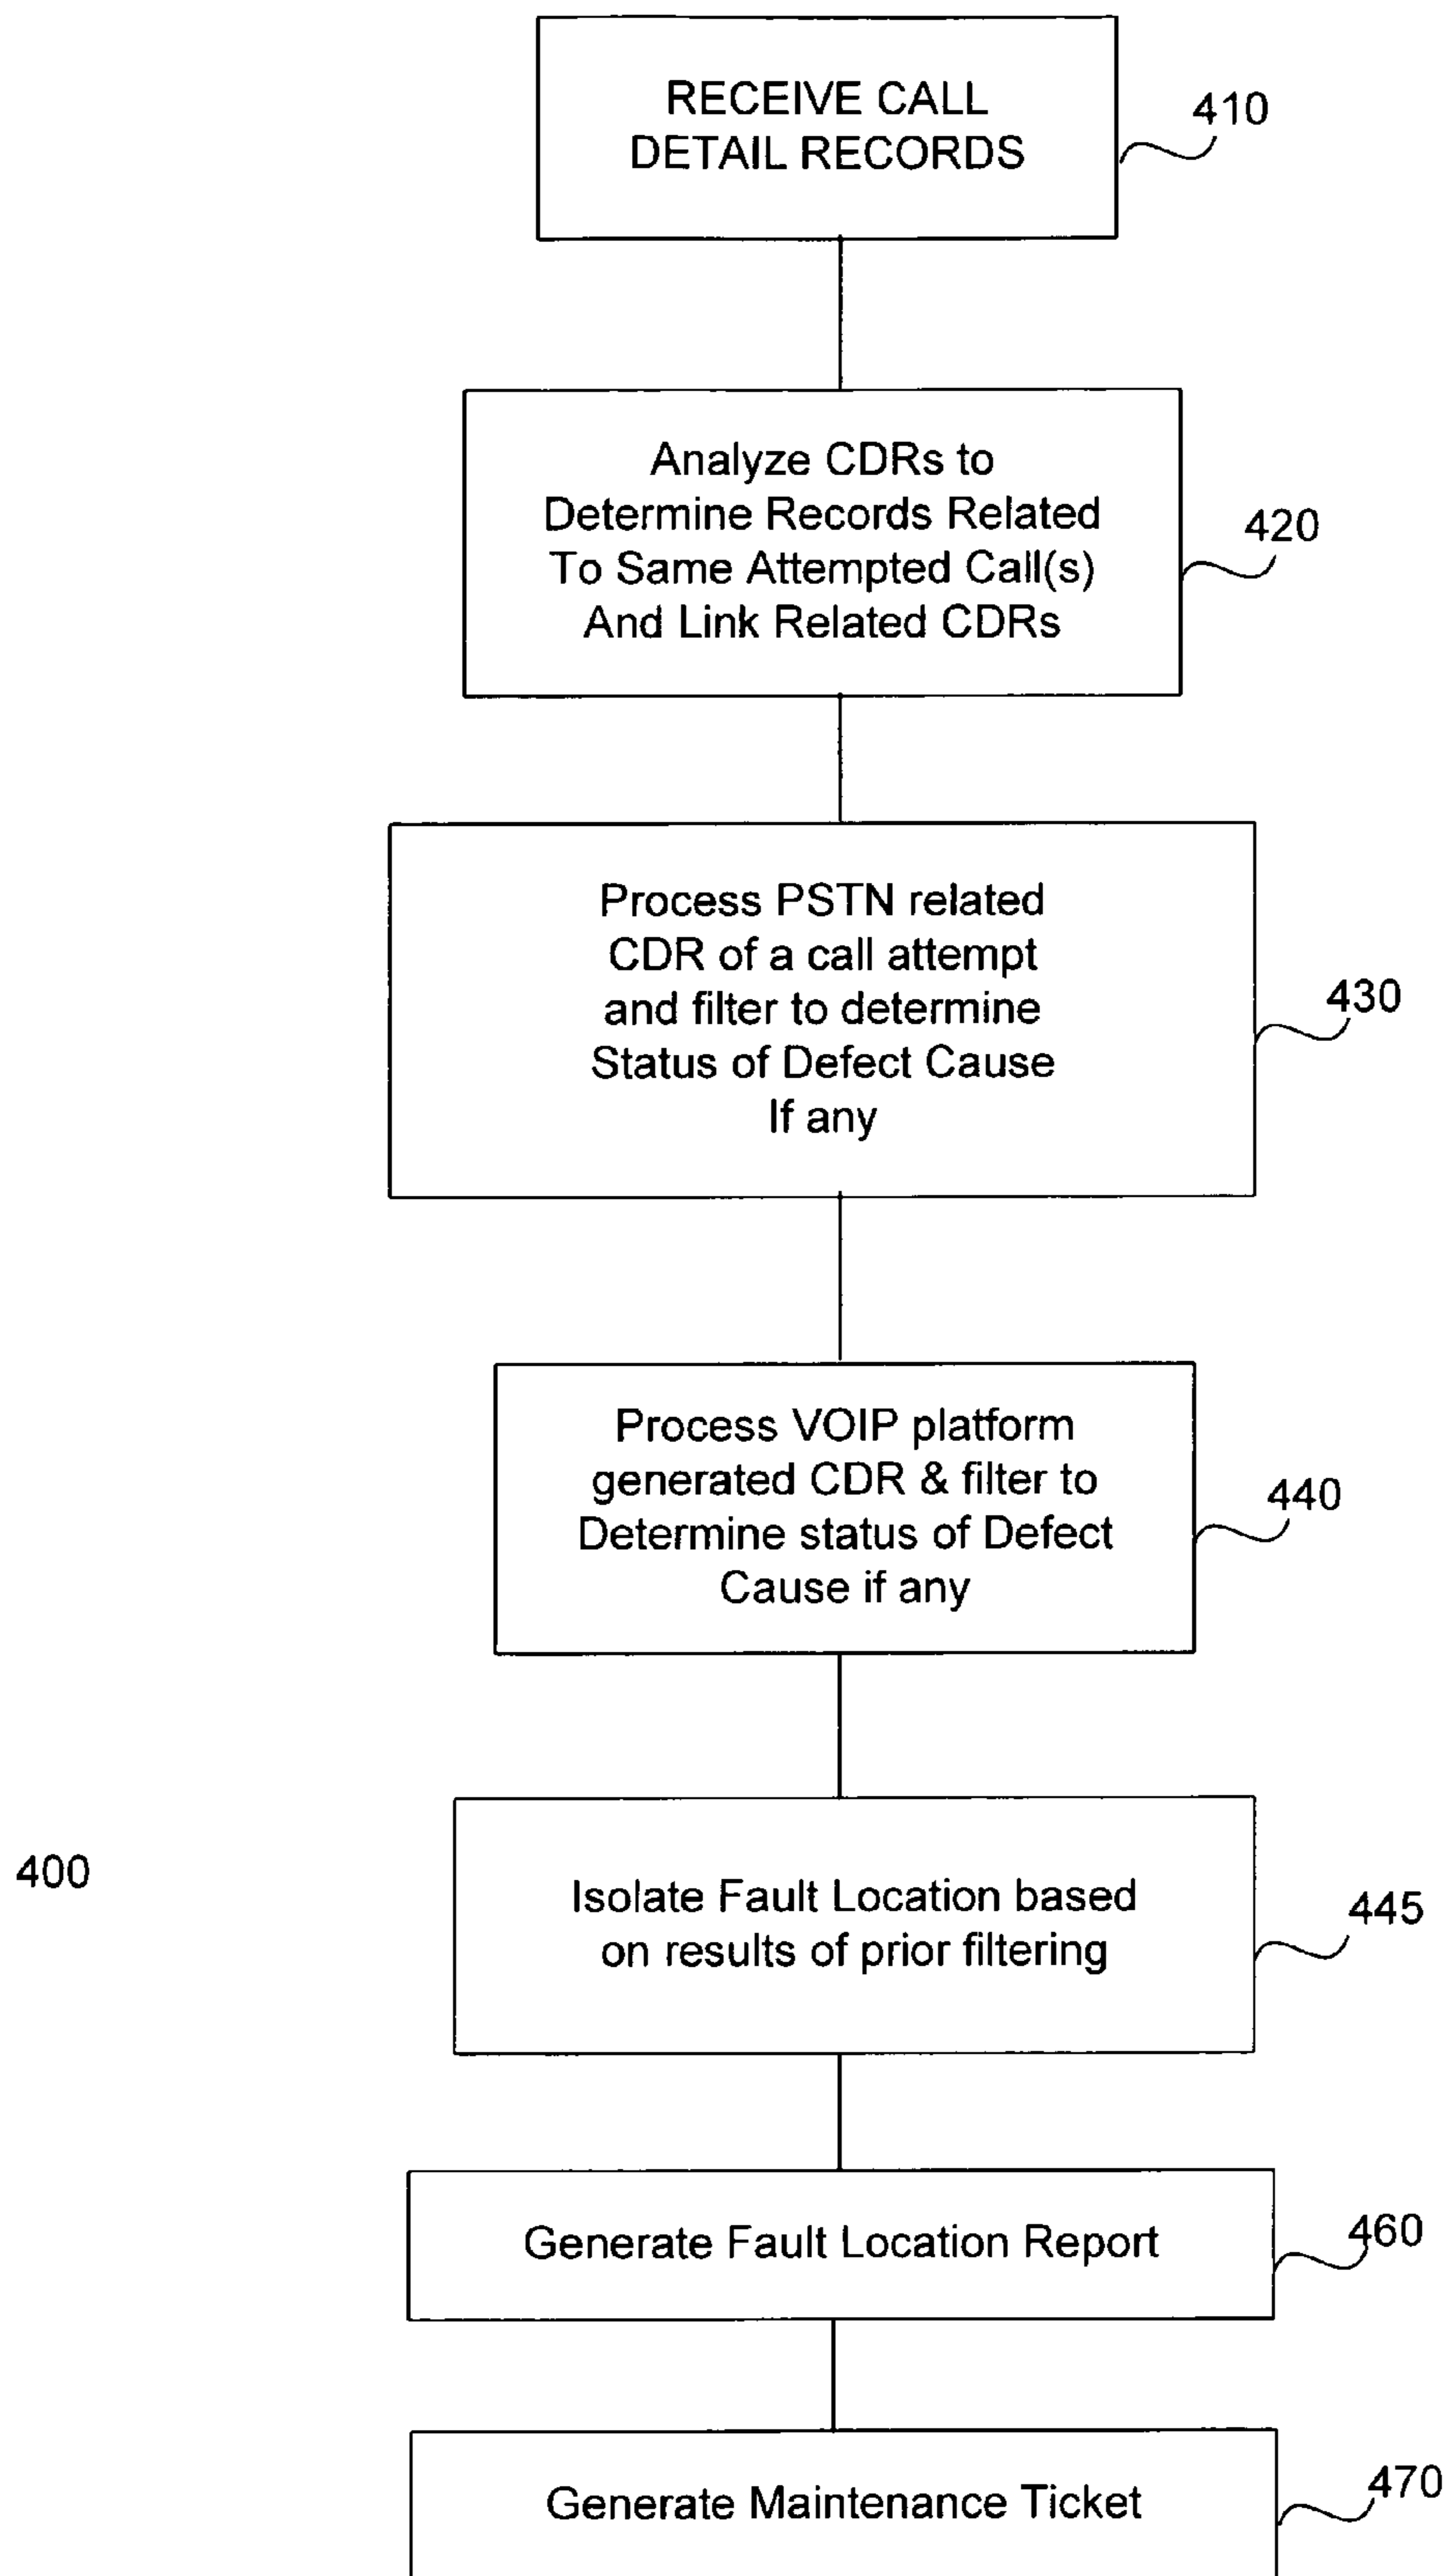 RECEIVE CALL
DETAIL RECORDS
410
Analyze CDRs to
Determine Records Related
To Same Attempted Call(s)
And Link Related CDRs
420
Process PSTN related
CDR of a call attempt
and filter to determine
Status of Defect Cause
If any
430
Process VOIP platform
generated CDR & filter to
Determine status of Defect
Cause if any
440
400
Isolate Fault Location based
on results of prior filtering
445
Generate Fault Location Report
460
Generate Maintenance Ticket
470